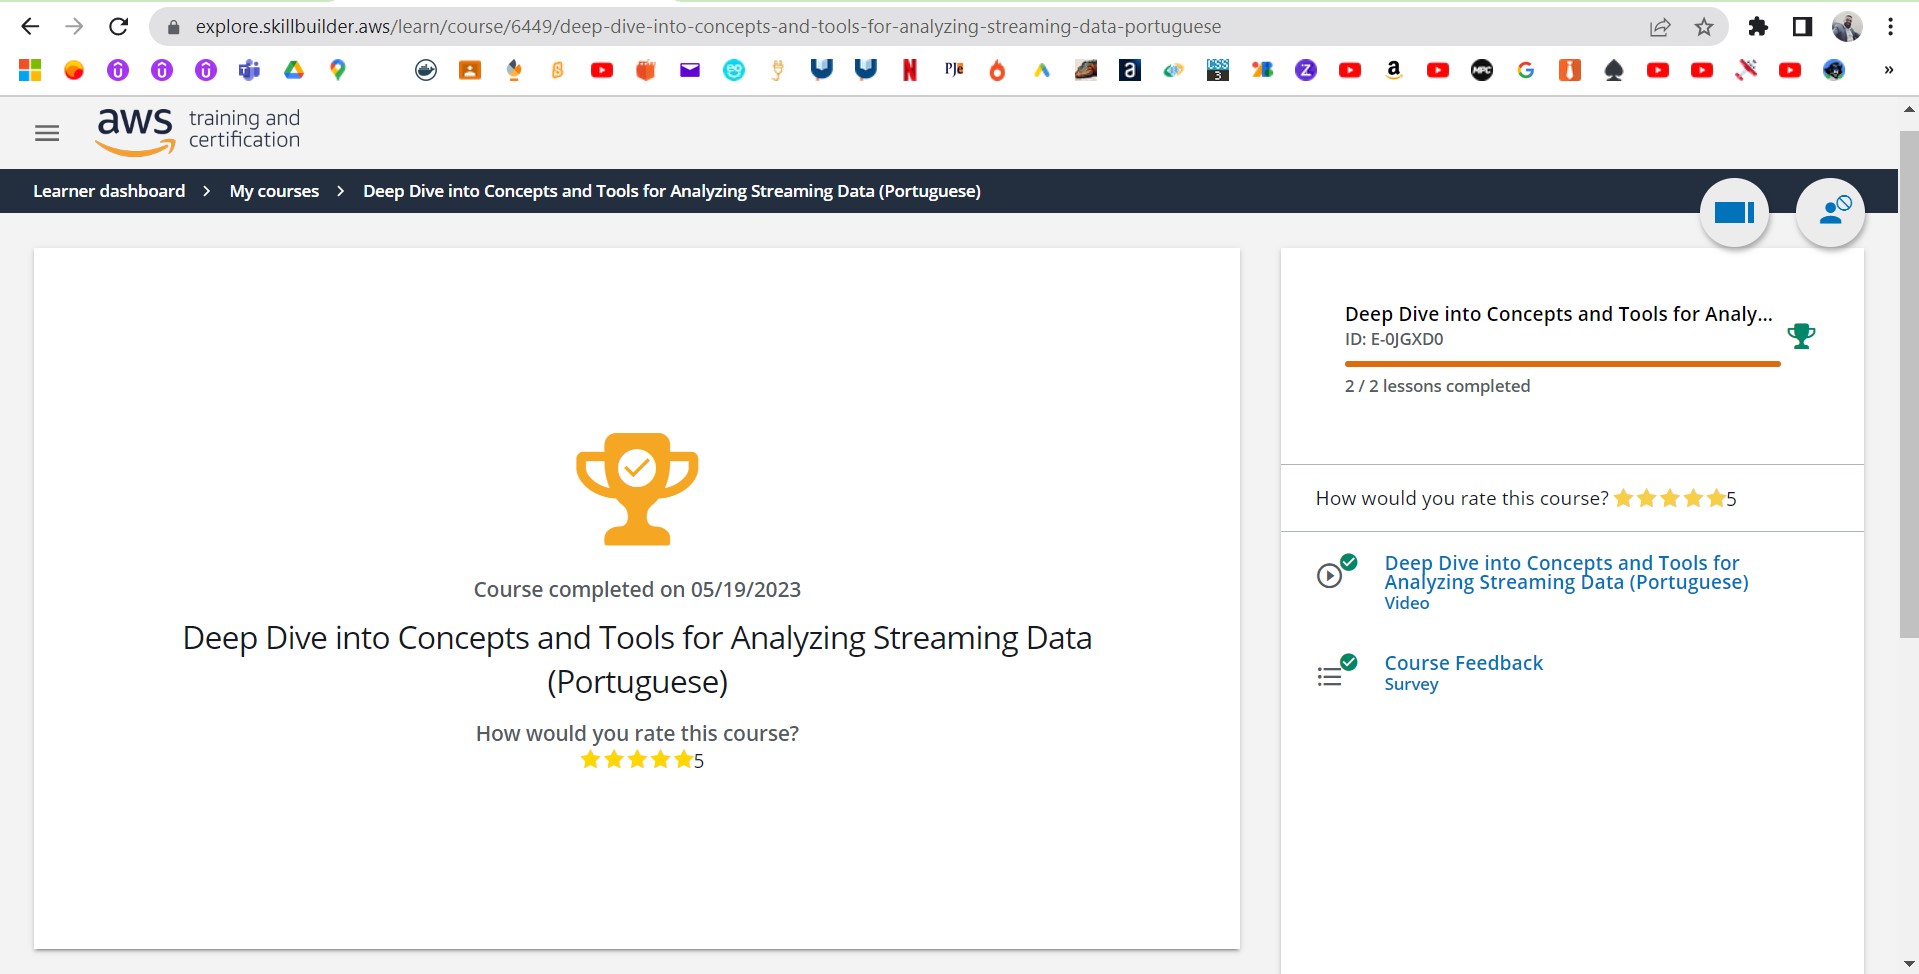 explore.skillbuilder.aws/learn/course/6449/deep-dive-into-concepts-and-tools-for-analyzing-streaming-data-portuguese
PJe
a
CSS
3
Z
a
MPC
G
»
aws training and
certification
Learner dashboard > My courses > Deep Dive into Concepts and Tools for Analyzing Streaming Data (Portuguese)
Course completed on 05/19/2023
Deep Dive into Concepts and Tools for Analyzing Streaming Data
(Portuguese)
How would you rate this course?
5
Deep Dive into Concepts and Tools for Analy...
ID: E-0JGXD0
2 / 2 lessons completed
How would you rate this course? 5
Deep Dive into Concepts and Tools for
Analyzing Streaming Data (Portuguese)
Video
Course Feedback
Survey